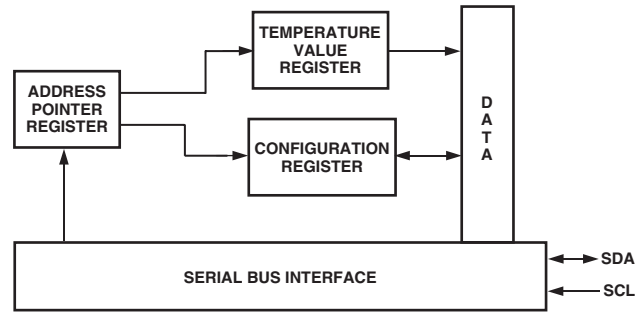 TEMPERATURE
VALUE
REGISTER
ADDRESS
POINTER
REGISTER
CONFIGURATION
REGISTER
D
A
T
A
SERIAL BUS INTERFACE
SDA
SCL